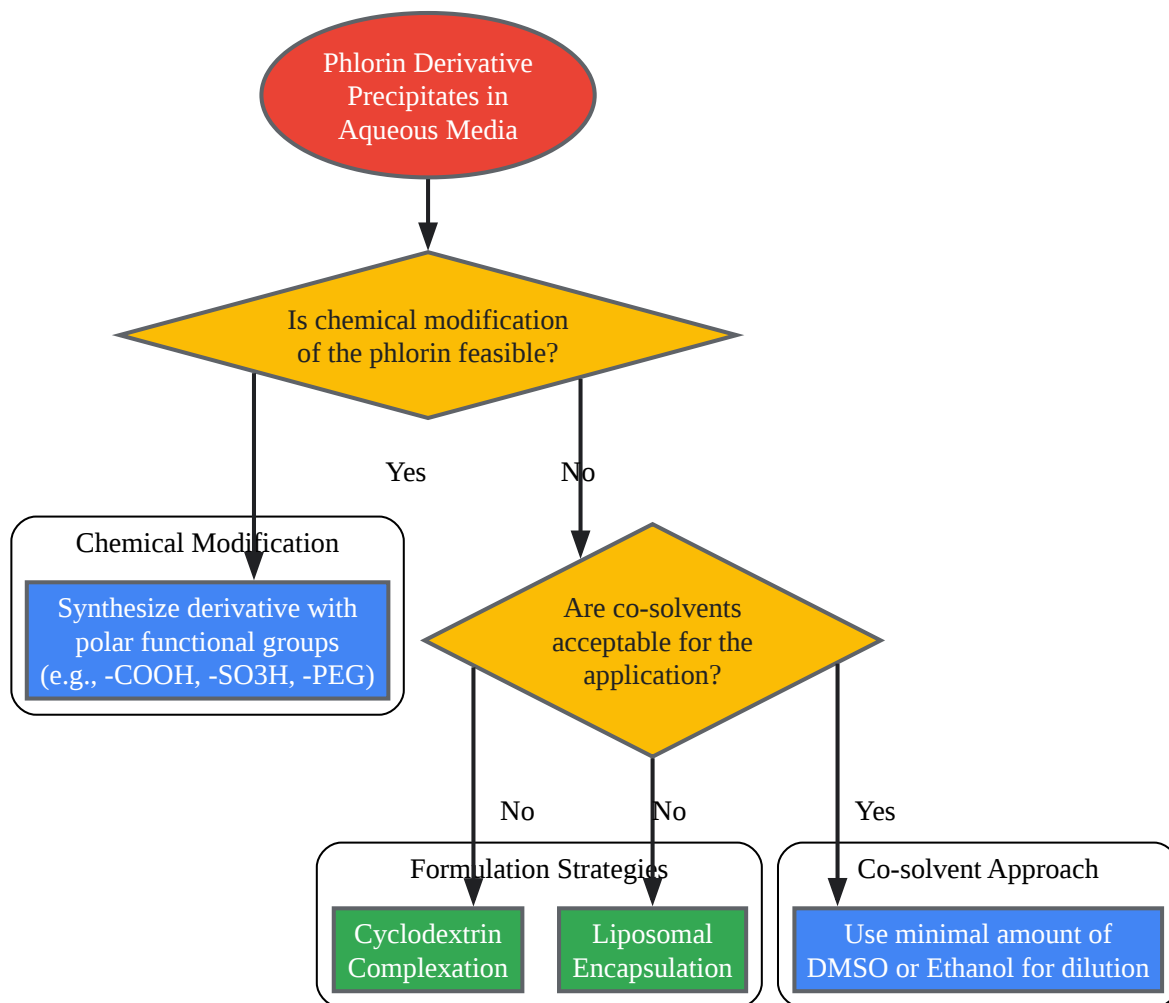 Phlorin Derivative
Precipitates in
Aqueous Media
Is chemical modification
of the phlorin feasible?
Yes
No
Chemical Modification
Synthesize derivative with
polar functional groups
(e.g., -COOH, -SO3H, -PEG)
Are co-solvents
acceptable for the
application?
No
No
Yes
Formulation Strategies
Cyclodextrin
Complexation
Liposomal
Encapsulation
Co-solvent Approach
Use minimal amount of
DMSO or Ethanol for dilution